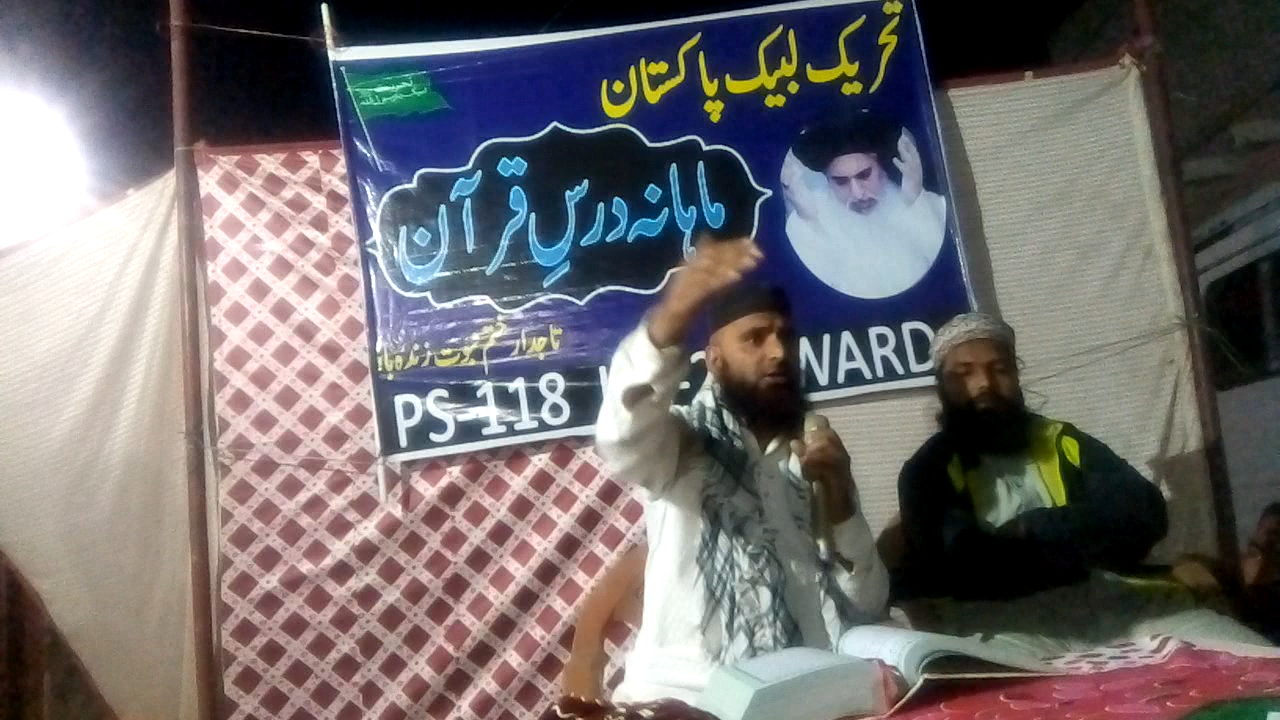 تحریک لبیک پاکستان
ماہانہ درسِ قرآن
تاجدار ختم نبوت زندہ باد
PS-118
WARD